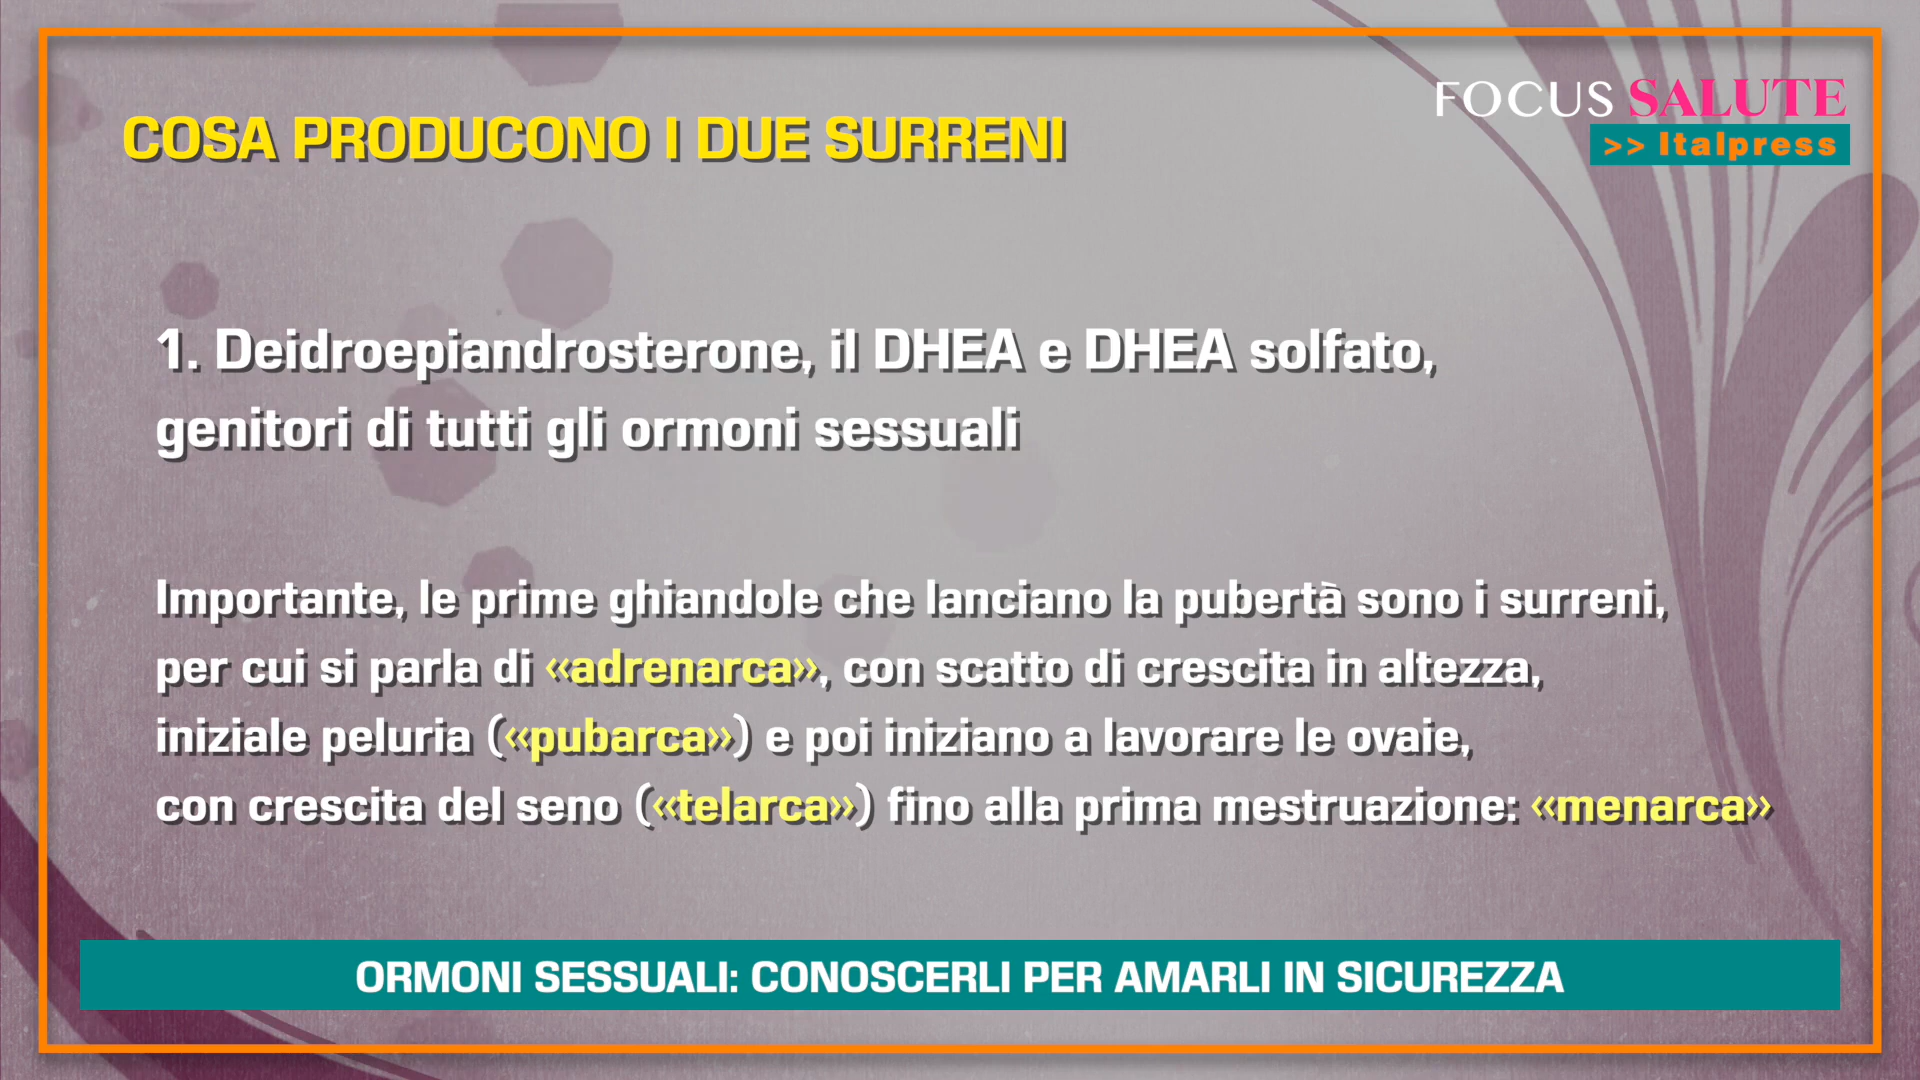 FOCUS SALUTE
>> Italpress
COSA PRODUCONO I DUE SURRENI
1. Deidroepiandrosterone, il DHEA e DHEA solfato,
genitori di tutti gli ormoni sessuali
Importante, le prime ghiandole che lanciano la pubertà sono i surreni,
per cui si parla di «adrenarca», con scatto di crescita in altezza,
iniziale peluria («pubarca») e poi iniziano a lavorare le ovaie,
con crescita del seno («telarca») fino alla prima mestruazione: «menarca»
ORMONI SESSUALI: CONOSCERLI PER AMARLI IN SICUREZZA